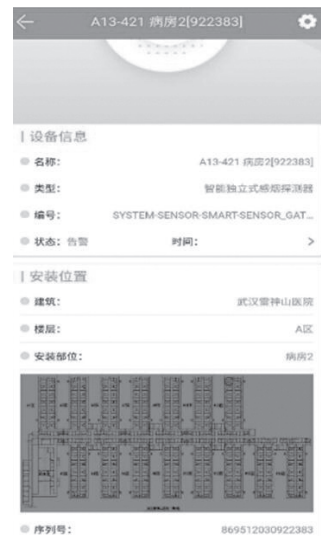 A13-421 病房2[922383]
设备信息
名称： A13-421 病房2[922383]
类型： 智能独立式感烟探测器
编号： SYSTEM-SENSOR-SMART-SENSOR_GAT...
状态：告警 时间： >
安装位置
建筑： 武汉雷神山医院
楼层： A区
安装部位： 病房2
序列号： 869512030922383